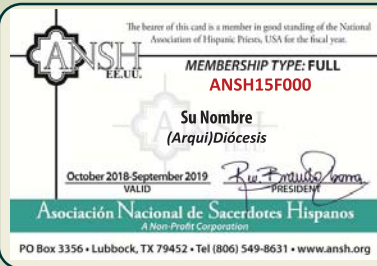 The bearer of this card is a member in good standing of the National
Association of Hispanic Priests, USA for the fiscal year.
ANSH
EE.UU.
MEMBERSHIP TYPE: FULL
ANSH15F000
Su Nombre
(Arqui)Diócesis
October 2018-September 2019
VALID
PRESIDENT
Asociación Nacional de Sacerdotes Hispanos
A Non-Profit Corporation
PO Box 3356 • Lubbock, TX 79452 • Tel (806) 549-8631 • www.ansh.org